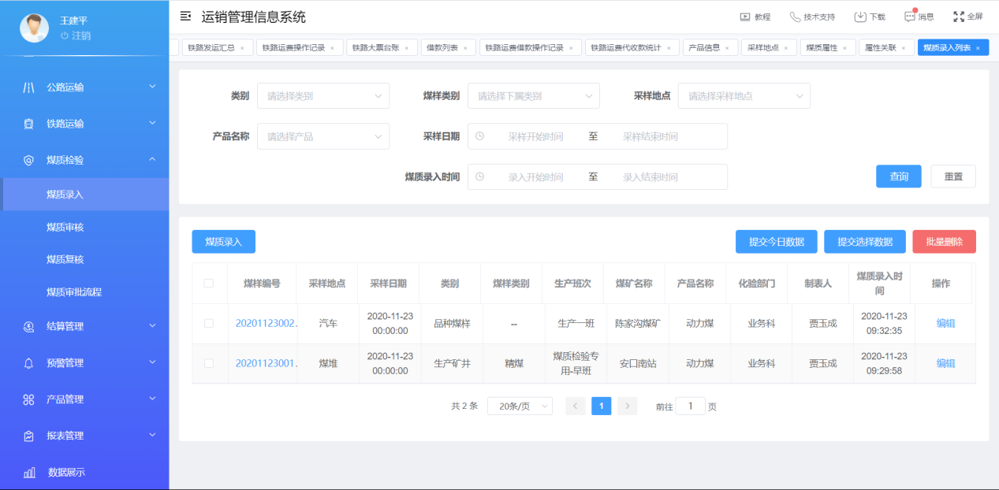 王建平
注销
运销管理信息系统
教程 技术支持 下载 消息 全屏
铁路发运汇总 × 铁路运费操作记录 × 铁路大票台账 × 借款列表 × 铁路运费借款操作记录 × 铁路运费代收款统计 × 产品信息 × 采样地点 × 煤质属性 × 属性关联 × 煤质录入列表 ×
公路运输
铁路运输
煤质检验
煤质录入
煤质审核
煤质复核
煤质审批流程
结算管理
预警管理
产品管理
报表管理
数据展示
类别 请选择类别 煤样类别 请选择下属类别 采样地点 请选择采样地点
产品名称 请选择产品 采样日期 采样开始时间 至 采样结束时间
煤质录入时间 录入开始时间 至 录入结束时间 查询 重置
煤质录入 提交今日数据 提交选择数据 批量删除
煤样编号 采样地点 采样日期 类别 煤样类别 生产班次 煤矿名称 产品名称 化验部门 制表人 煤质录入时间 操作
20201123002. 汽车 2020-11-23 00:00:00 品种煤样 -- 生产一班 陈家沟煤矿 动力煤 业务科 贾玉成 2020-11-23 09:32:35 编辑
20201123001. 煤堆 2020-11-23 00:00:00 生产矿井 精煤 煤质检验专用-早班 安口南站 动力煤 业务科 贾玉成 2020-11-23 09:29:58 编辑
共 2 条 20条/页 < 1 > 前往 1 页